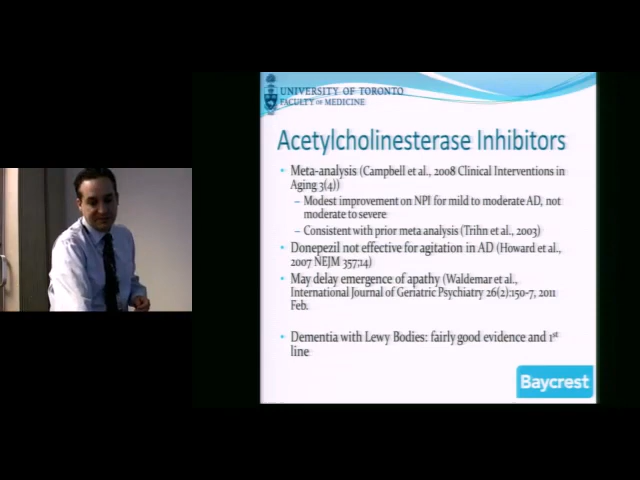 UNIVERSITY OF TORONTO
FACULTY OF MEDICINE
Acetylcholinesterase Inhibitors
• Meta-analysis (Campbell et al., 2008 Clinical Interventions in
Aging 3(4))
– Modest improvement on NPI for mild to moderate AD, not
moderate to severe
– Consistent with prior meta analysis (Trihn et al., 2003)
• Donepezil not effective for agitation in AD (Howard et al.,
2007 NEJM 357;14)
• May delay emergence of apathy (Waldemar et al.,
International Journal of Geriatric Psychiatry 26(2):150-7, 2011
Feb.
• Dementia with Lewy Bodies: fairly good evidence and 1st
line
Baycrest